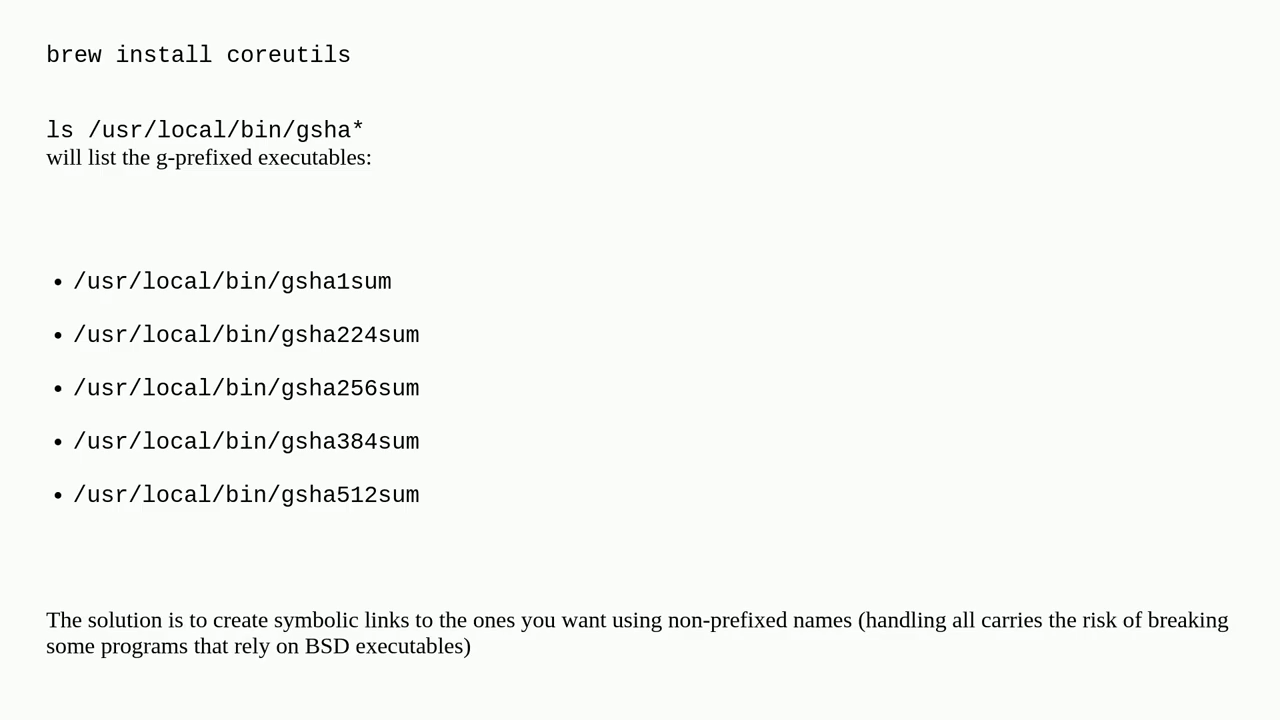 brew install coreutils
ls /usr/local/bin/gsha*
will list the g-prefixed executables:
• /usr/local/bin/gsha1sum
• /usr/local/bin/gsha224sum
• /usr/local/bin/gsha256sum
• /usr/local/bin/gsha384sum
• /usr/local/bin/gsha512sum
The solution is to create symbolic links to the ones you want using non-prefixed names (handling all carries the risk of breaking
some programs that rely on BSD executables)